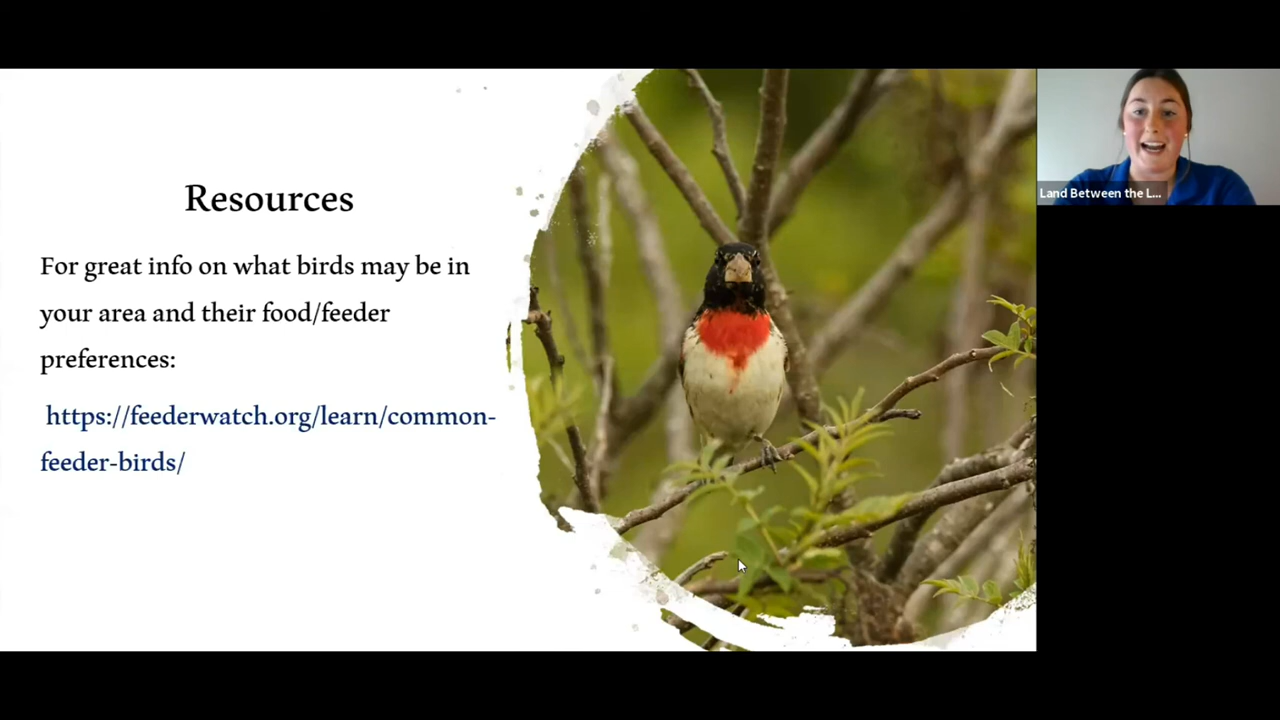 Resources
For great info on what birds may be in
your area and their food/feeder
preferences:
https://feederwatch.org/learn/common-
feeder-birds/
Land Between the L...